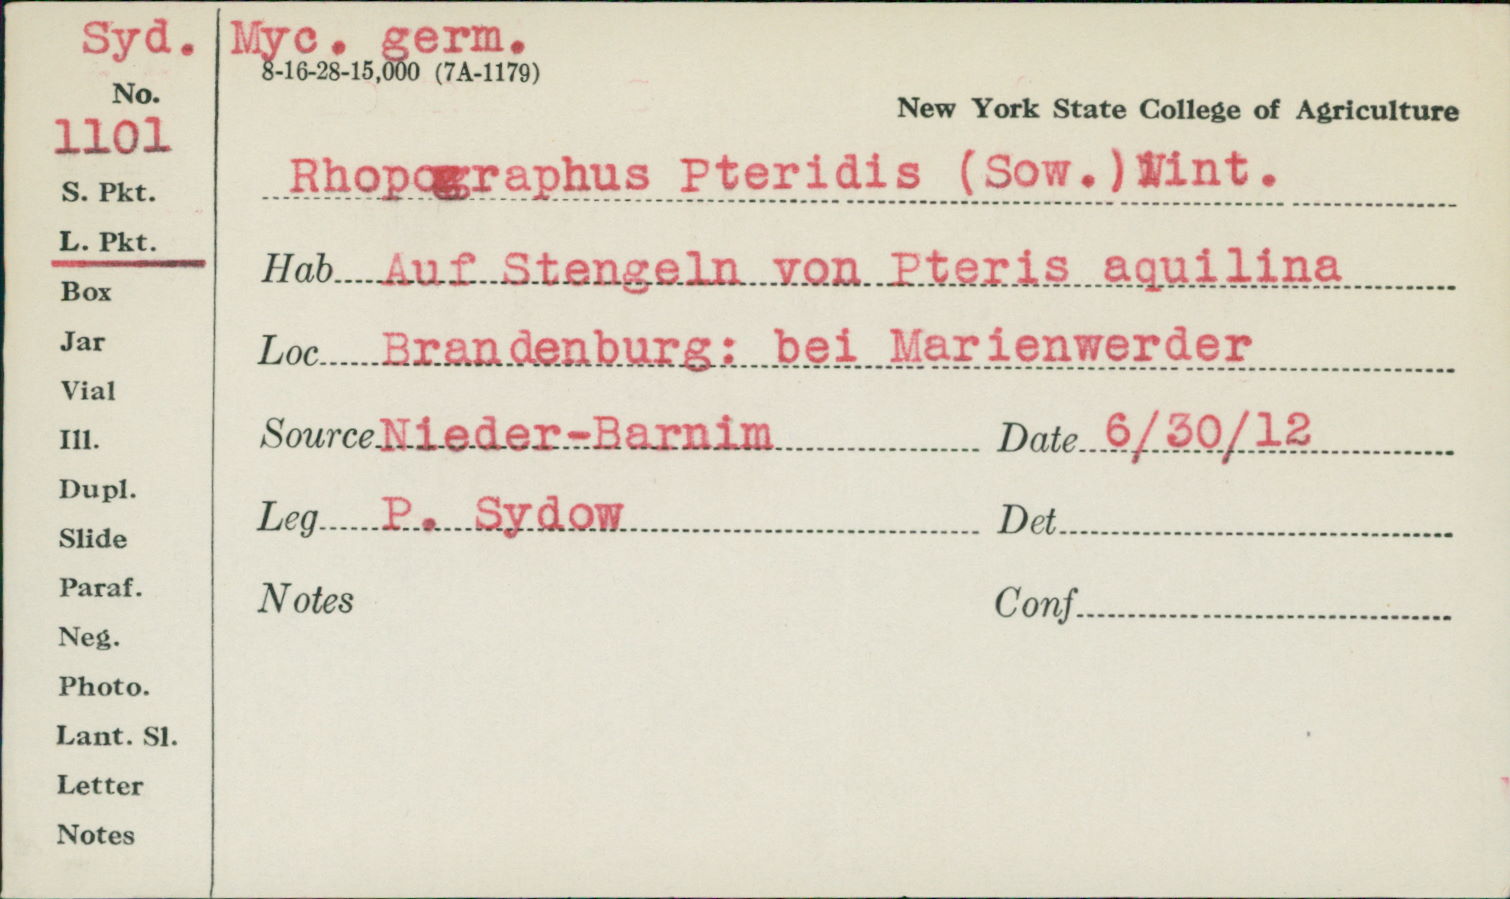 Syd. Myc. germ.
8-16-28-15,000 (7A-1179)
No.
1101
New York State College of Agriculture
Rhopographus Pteridis (Sow.)Wint.
S. Pkt.
L. Pkt.
Hab Auf Stengeln von Pteris aquilina
Box
Loc Brandenburg: bei Marienwerder
Jar
Vial
Source Nieder-Barnim Date 6/30/12
Ill.
Dupl.
Leg P. Sydow Det
Slide
Paraf.
Notes Conf
Neg.
Photo.
Lant. Sl.
Letter
Notes